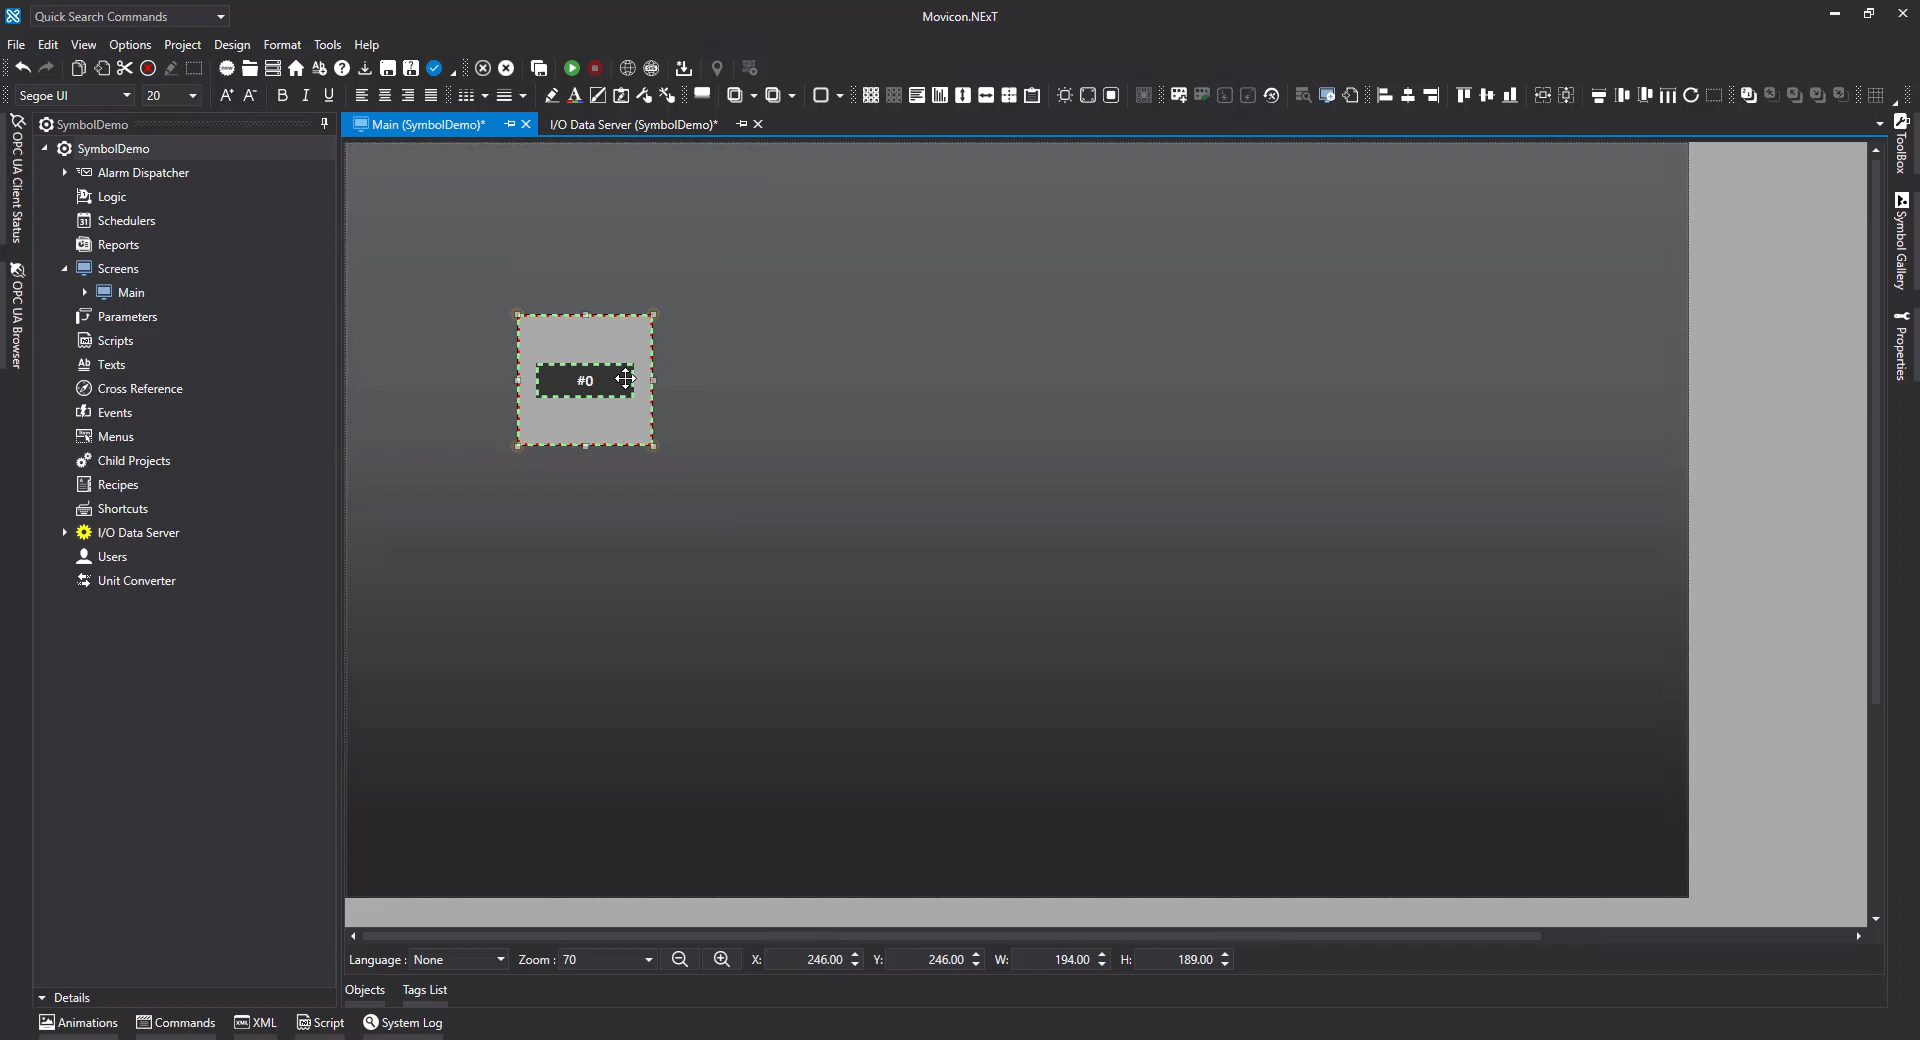 Quick Search Commands
Movicon.NExT
File Edit View Options Project Design Format Tools Help
Segoe UI 20
SymbolDemo
Main (SymbolDemo)*
I/O Data Server (SymbolDemo)*
OPC UA Client Status
OPC UA Browser
SymbolDemo
Alarm Dispatcher
Logic
Schedulers
Reports
Screens
Main
Parameters
Scripts
Texts
Cross Reference
Events
Menus
Child Projects
Recipes
Shortcuts
I/O Data Server
Users
Unit Converter
#0
ToolBox
Symbol Gallery
Properties
Language : None Zoom : 70 X: 246.00 Y: 246.00 W: 194.00 H: 189.00
Objects Tags List
Details
Animations Commands XML Script System Log